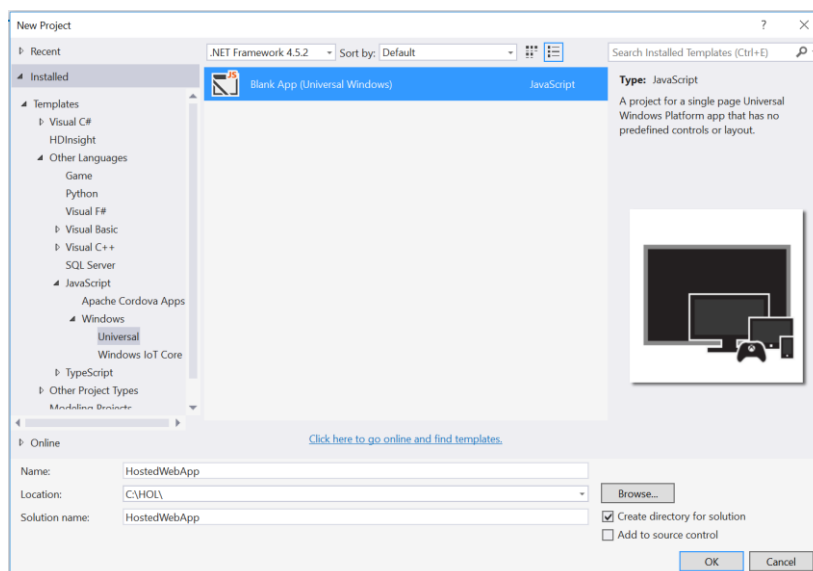 New Project
?
Recent
.NET Framework 4.5.2
Sort by: Default
Search Installed Templates (Ctrl+E)
Installed
Templates
Visual C#
HDInsight
Other Languages
Game
Python
Visual F#
Visual Basic
Visual C++
SQL Server
JavaScript
Apache Cordova Apps
Windows
Universal
Windows IoT Core
TypeScript
Other Project Types
Modeling Projects
Online
JS
Blank App (Universal Windows)
JavaScript
Click here to go online and find templates.
Type: JavaScript
A project for a single page Universal
Windows Platform app that has no
predefined controls or layout.
Name: HostedWebApp
Location: C:\HOL\
Browse...
Solution name: HostedWebApp
Create directory for solution
Add to source control
OK
Cancel